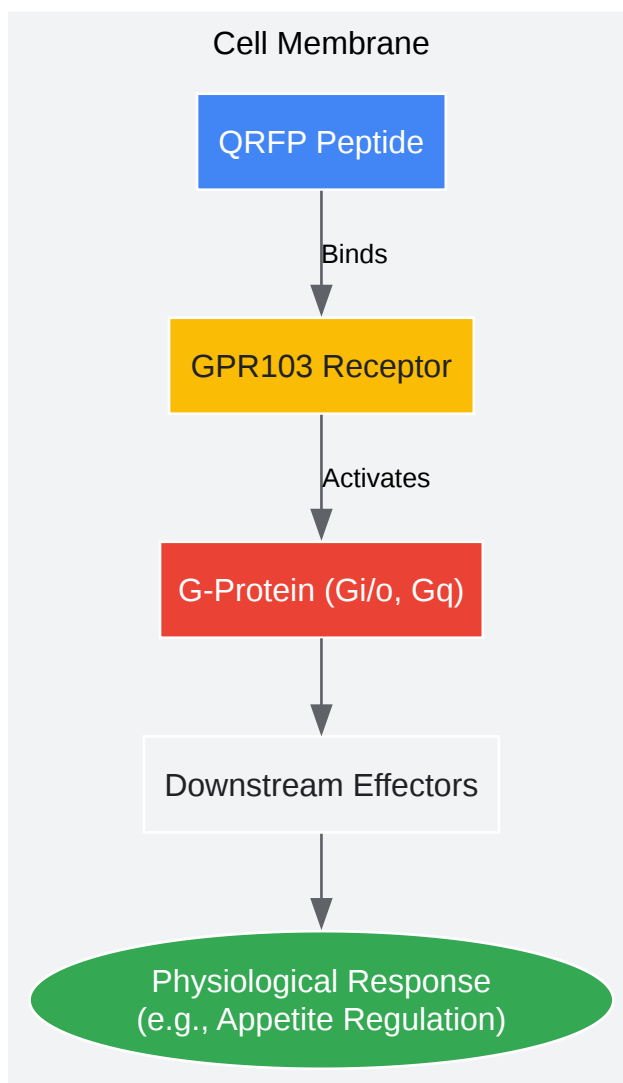 Cell Membrane
QRFP Peptide
Binds
GPR103 Receptor
Activates
G-Protein (Gi/o, Gq)
Downstream Effectors
Physiological Response
(e.g., Appetite Regulation)